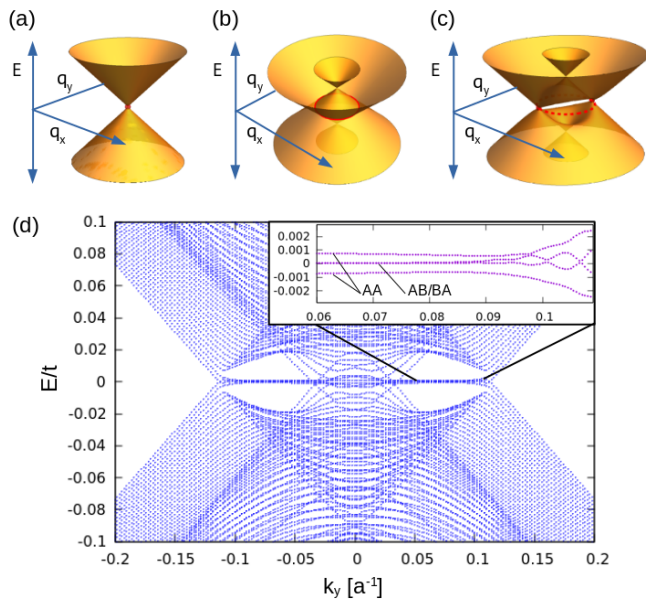 (a) (b) (c)
E q_y q_x
E q_y q_x
E q_y q_x
(d)
0.1
0.08
0.06
0.04
0.02
0
-0.02
-0.04
-0.06
-0.08
-0.1
E/t
0.002
0.001
0
-0.001
-0.002
AA AB/BA
0.06 0.07 0.08 0.09 0.1
-0.2 -0.15 -0.1 -0.05 0 0.05 0.1 0.15 0.2
k_y [a⁻¹]